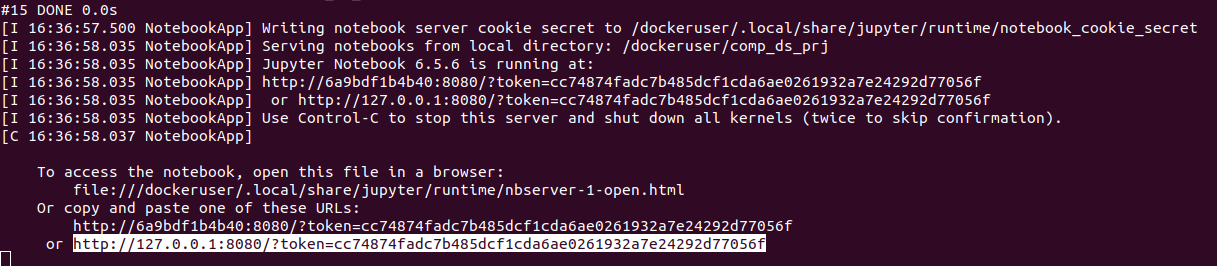 #15 DONE 0.0s
[I 16:36:57.500 NotebookApp] Writing notebook server cookie secret to /dockeruser/.local/share/jupyter/runtime/notebook_cookie_secret
[I 16:36:58.035 NotebookApp] Serving notebooks from local directory: /dockeruser/comp_ds_prj
[I 16:36:58.035 NotebookApp] Jupyter Notebook 6.5.6 is running at:
[I 16:36:58.035 NotebookApp] http://6a9bdf1b4b40:8080/?token=cc74874fadc7b485dcf1cda6ae0261932a7e24292d77056f
[I 16:36:58.035 NotebookApp]  or http://127.0.0.1:8080/?token=cc74874fadc7b485dcf1cda6ae0261932a7e24292d77056f
[I 16:36:58.035 NotebookApp] Use Control-C to stop this server and shut down all kernels (twice to skip confirmation).
[C 16:36:58.037 NotebookApp]
    To access the notebook, open this file in a browser:
        file:///dockeruser/.local/share/jupyter/runtime/nbserver-1-open.html
    Or copy and paste one of these URLs:
        http://6a9bdf1b4b40:8080/?token=cc74874fadc7b485dcf1cda6ae0261932a7e24292d77056f
     or http://127.0.0.1:8080/?token=cc74874fadc7b485dcf1cda6ae0261932a7e24292d77056f